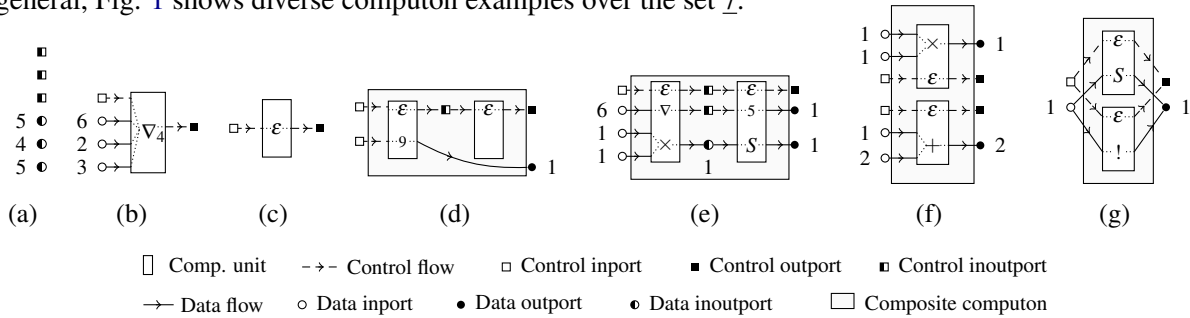 general, Fig. 1 shows diverse computon examples over the set 7.
5
4
5
6
2
3
∇4
ε
ε ε
9
1
6
1
1
ε ε
∇ 5
× S
1
1
1
1
1
×
ε
1
ε
1
2
+
2
1
ε
S
ε
!
1
(a) (b) (c) (d) (e) (f) (g)
Comp. unit Control flow Control inport Control outport Control inoutport
Data flow Data inport Data outport Data inoutport Composite computon